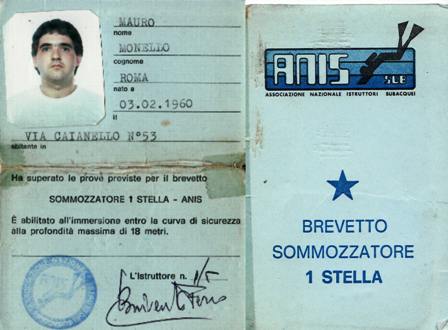 MAURO
nome
MONELLO
cognome
ROMA
nato a
03.02.1960
il
VIA CAIANELLO N°53
abitante in
Ha superato le prove previste per il brevetto
SOMMOZZATORE 1 STELLA - ANIS
È abilitato all'immersione entro la curva di sicurezza
alla profondità massima di 18 metri.
L'Istruttore n.
ANIS
SLB
ASSOCIAZIONE NAZIONALE ISTRUTTORI SUBACQUEI
BREVETTO
SOMMOZZATORE
1 STELLA